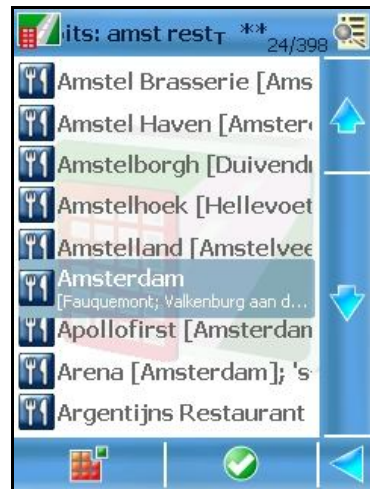 its: amst rest T **
24/398
Amstel Brasserie [Ams
Amstel Haven [Amster
Amstelborgh [Duivend
Amstelhoek [Hellevoet
Amstelland [Amstelvee
Amsterdam
[Fauquemont; Valkenburg aan d...
Apollofirst [Amsterdan
Arena [Amsterdam]; 's
Argentijns Restaurant